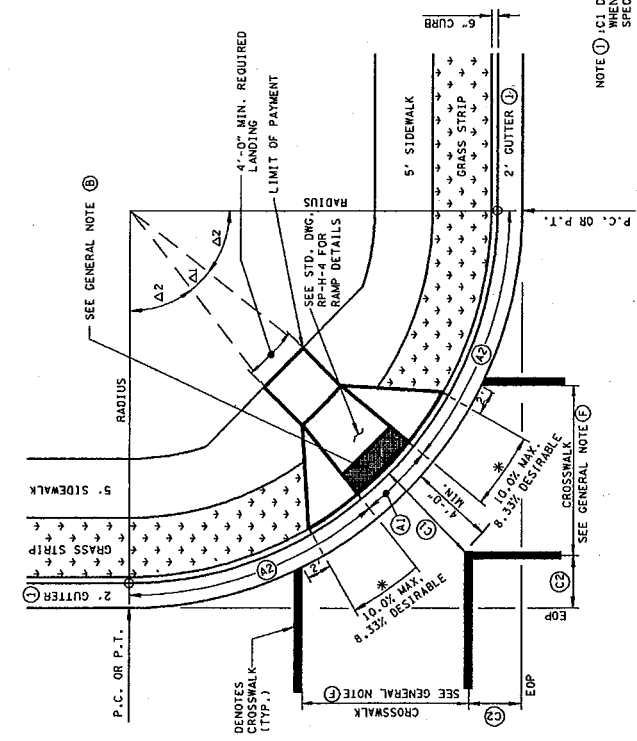 6" CURB
NOTE ① :C1 D
WHEN
SPEC
4'-0" MIN. REQUIRED
LANDING
LIMIT OF PAYMENT
SEE GENERAL NOTE Ⓑ
RADIUS
Δ2
Δ1
Δ2
RADIUS
SEE STD. DWG.
RP-H-4 FOR
RAMP DETAILS
5' SIDEWALK
GRASS STRIP
2' GUTTER ①
P.C. OR P.T.
5' SIDEWALK
GRASS STRIP
2' GUTTER ①
P.C. OR P.T.
A2
A2
A1
C1
2'
2'
*
10.0% MAX.
8.33% DESIRABLE
4'-0"
MIN.
*
10.0% MAX.
8.33% DESIRABLE
CROSSWALK
SEE GENERAL NOTE Ⓕ
C2
EOP
DENOTES
CROSSWALK
(TYP.)
CROSSWALK
SEE GENERAL NOTE Ⓕ
C2
EOP